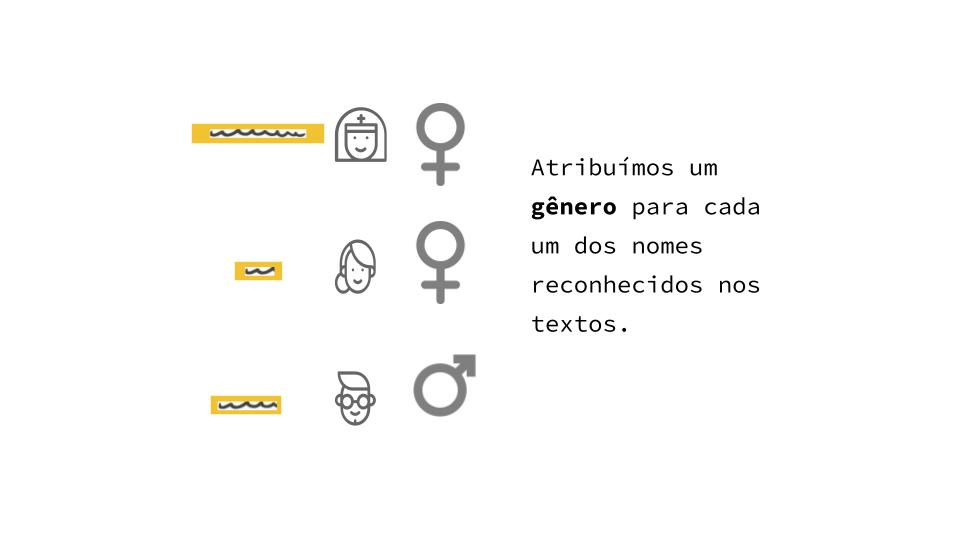 Atribuímos um
gênero para cada
um dos nomes
reconhecidos nos
textos.